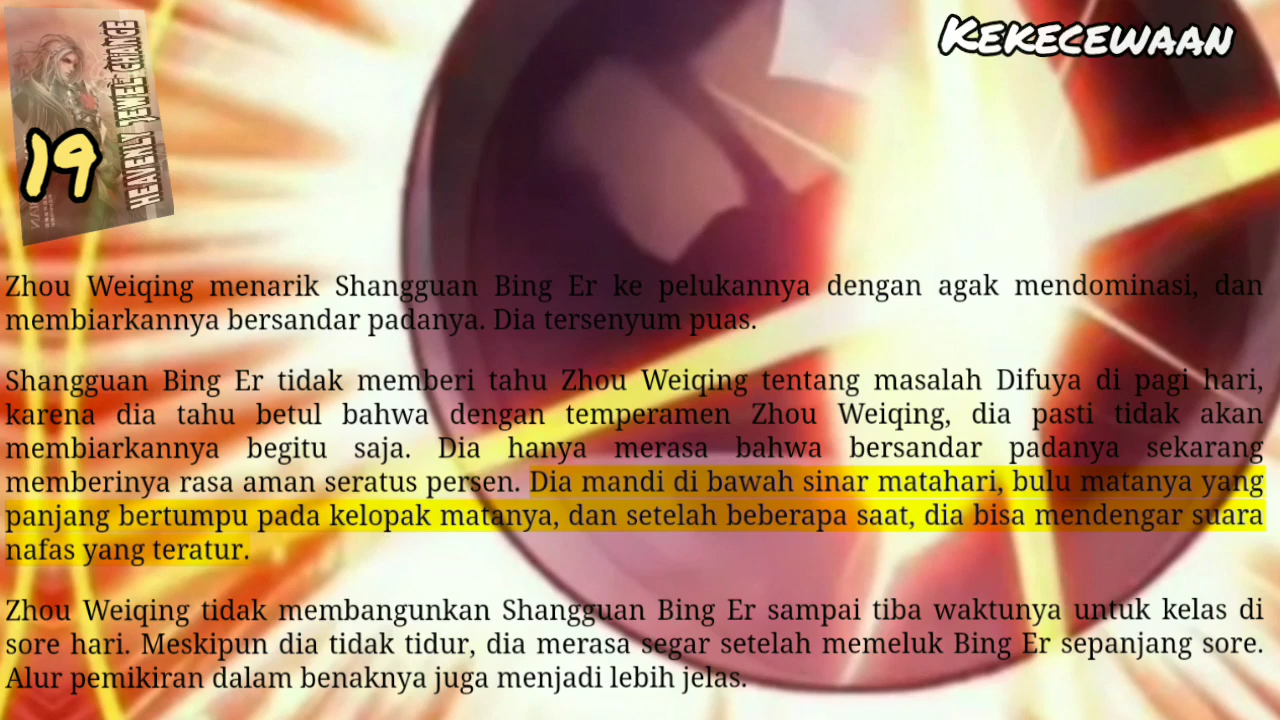 Kekecewaan
HEAVENLY JEWEL CHANGE
19
Zhou Weiqing menarik Shangguan Bing Er ke pelukannya dengan agak mendominasi, dan
membiarkannya bersandar padanya. Dia tersenyum puas.
Shangguan Bing Er tidak memberi tahu Zhou Weiqing tentang masalah Difuya di pagi hari,
karena dia tahu betul bahwa dengan temperamen Zhou Weiqing, dia pasti tidak akan
membiarkannya begitu saja. Dia hanya merasa bahwa bersandar padanya sekarang
memberinya rasa aman seratus persen. Dia mandi di bawah sinar matahari, bulu matanya yang
panjang bertumpu pada kelopak matanya, dan setelah beberapa saat, dia bisa mendengar suara
nafas yang teratur.
Zhou Weiqing tidak membangunkan Shangguan Bing Er sampai tiba waktunya untuk kelas di
sore hari. Meskipun dia tidak tidur, dia merasa segar setelah memeluk Bing Er sepanjang sore.
Alur pemikiran dalam benaknya juga menjadi lebih jelas.